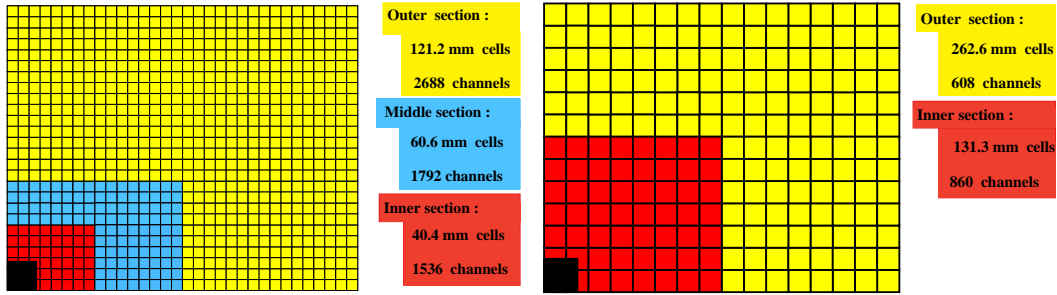 Outer section :
121.2 mm cells
2688 channels
Middle section :
60.6 mm cells
1792 channels
Inner section :
40.4 mm cells
1536 channels
Outer section :
262.6 mm cells
608 channels
Inner section :
131.3 mm cells
860 channels